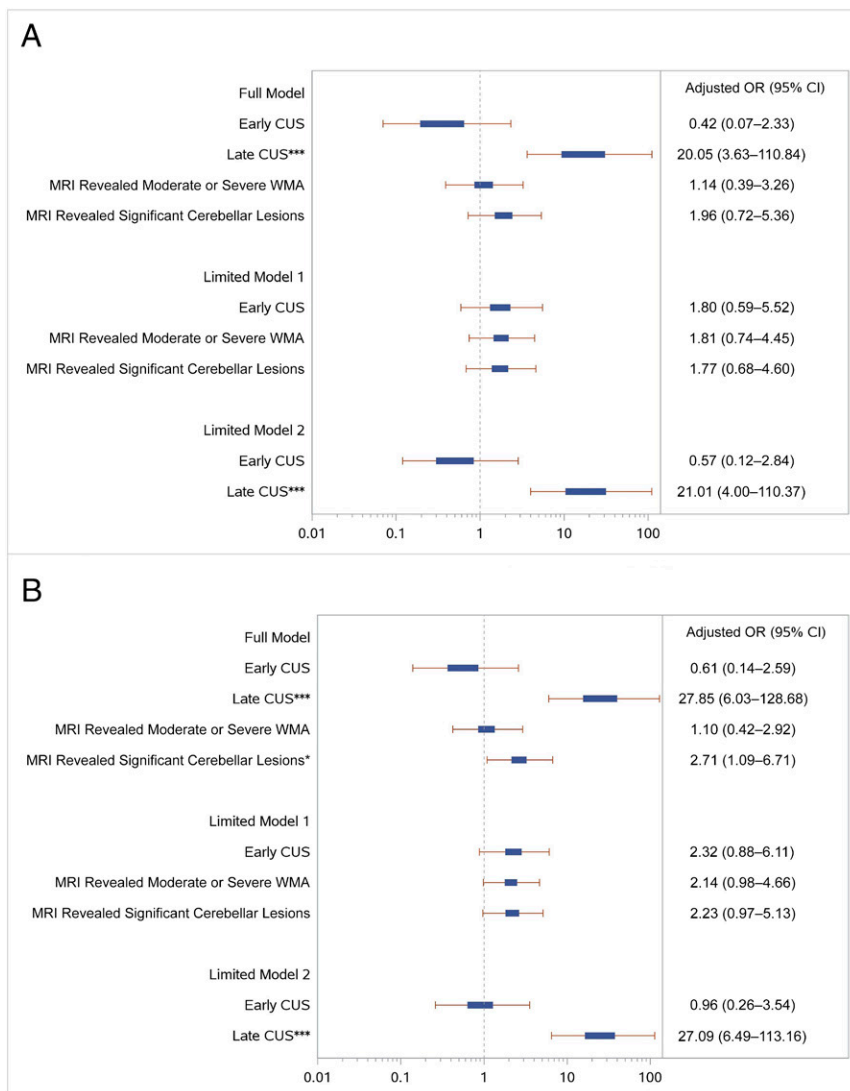 A
Full Model Adjusted OR (95% CI)
Early CUS 0.42 (0.07–2.33)
Late CUS*** 20.05 (3.63–110.84)
MRI Revealed Moderate or Severe WMA 1.14 (0.39–3.26)
MRI Revealed Significant Cerebellar Lesions 1.96 (0.72–5.36)
Limited Model 1
Early CUS 1.80 (0.59–5.52)
MRI Revealed Moderate or Severe WMA 1.81 (0.74–4.45)
MRI Revealed Significant Cerebellar Lesions 1.77 (0.68–4.60)
Limited Model 2
Early CUS 0.57 (0.12–2.84)
Late CUS*** 21.01 (4.00–110.37)
0.01 0.1 1 10 100
B
Full Model Adjusted OR (95% CI)
Early CUS 0.61 (0.14–2.59)
Late CUS*** 27.85 (6.03–128.68)
MRI Revealed Moderate or Severe WMA 1.10 (0.42–2.92)
MRI Revealed Significant Cerebellar Lesions* 2.71 (1.09–6.71)
Limited Model 1
Early CUS 2.32 (0.88–6.11)
MRI Revealed Moderate or Severe WMA 2.14 (0.98–4.66)
MRI Revealed Significant Cerebellar Lesions 2.23 (0.97–5.13)
Limited Model 2
Early CUS 0.96 (0.26–3.54)
Late CUS*** 27.09 (6.49–113.16)
0.01 0.1 1 10 100